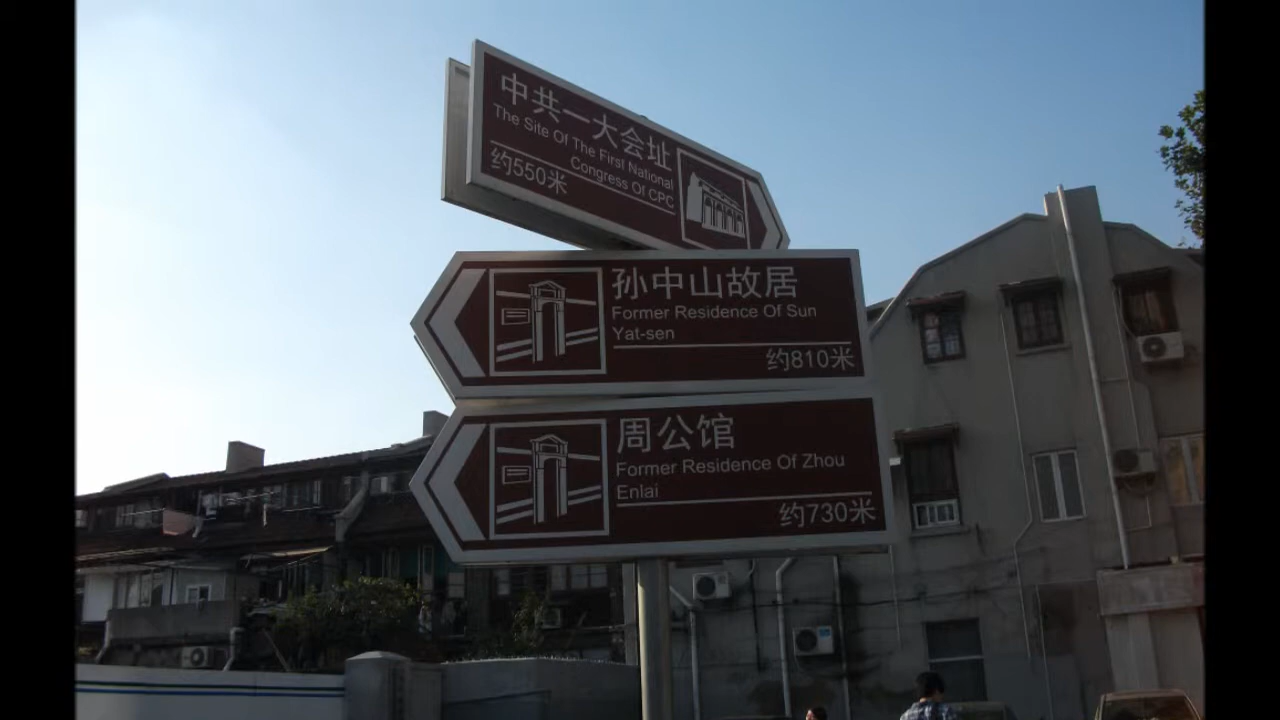 中共一大会址
The Site Of The First National
Congress Of CPC
约550米
孙中山故居
Former Residence Of Sun
Yat-sen
约810米
周公馆
Former Residence Of Zhou
Enlai
约730米